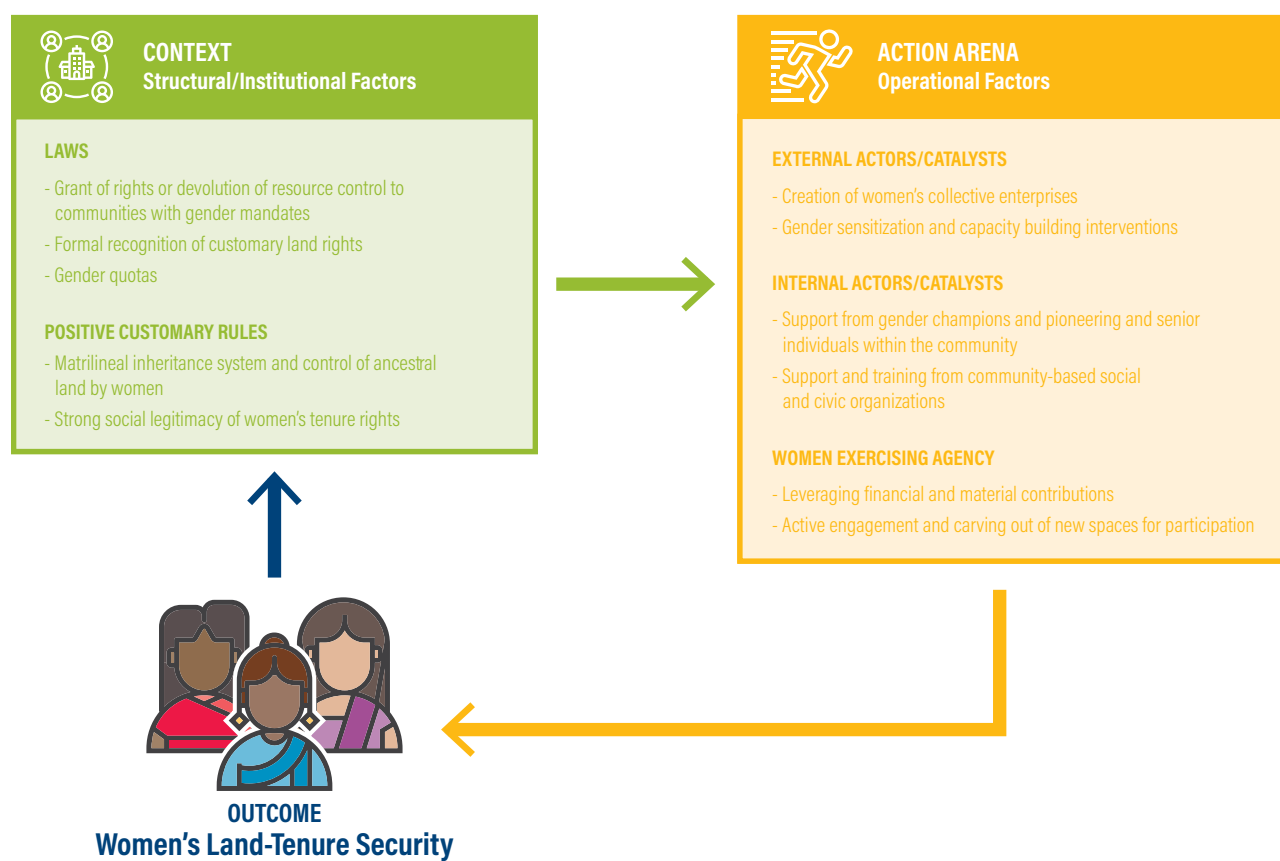 CONTEXT
Structural/Institutional Factors
LAWS
- Grant of rights or devolution of resource control to
communities with gender mandates
- Formal recognition of customary land rights
- Gender quotas
POSITIVE CUSTOMARY RULES
- Matrilineal inheritance system and control of ancestral
land by women
- Strong social legitimacy of women’s tenure rights
ACTION ARENA
Operational Factors
EXTERNAL ACTORS/CATALYSTS
- Creation of women’s collective enterprises
- Gender sensitization and capacity building interventions
INTERNAL ACTORS/CATALYSTS
- Support from gender champions and pioneering and senior
individuals within the community
- Support and training from community-based social
and civic organizations
WOMEN EXERCISING AGENCY
- Leveraging financial and material contributions
- Active engagement and carving out of new spaces for participation
OUTCOME
Women’s Land-Tenure Security